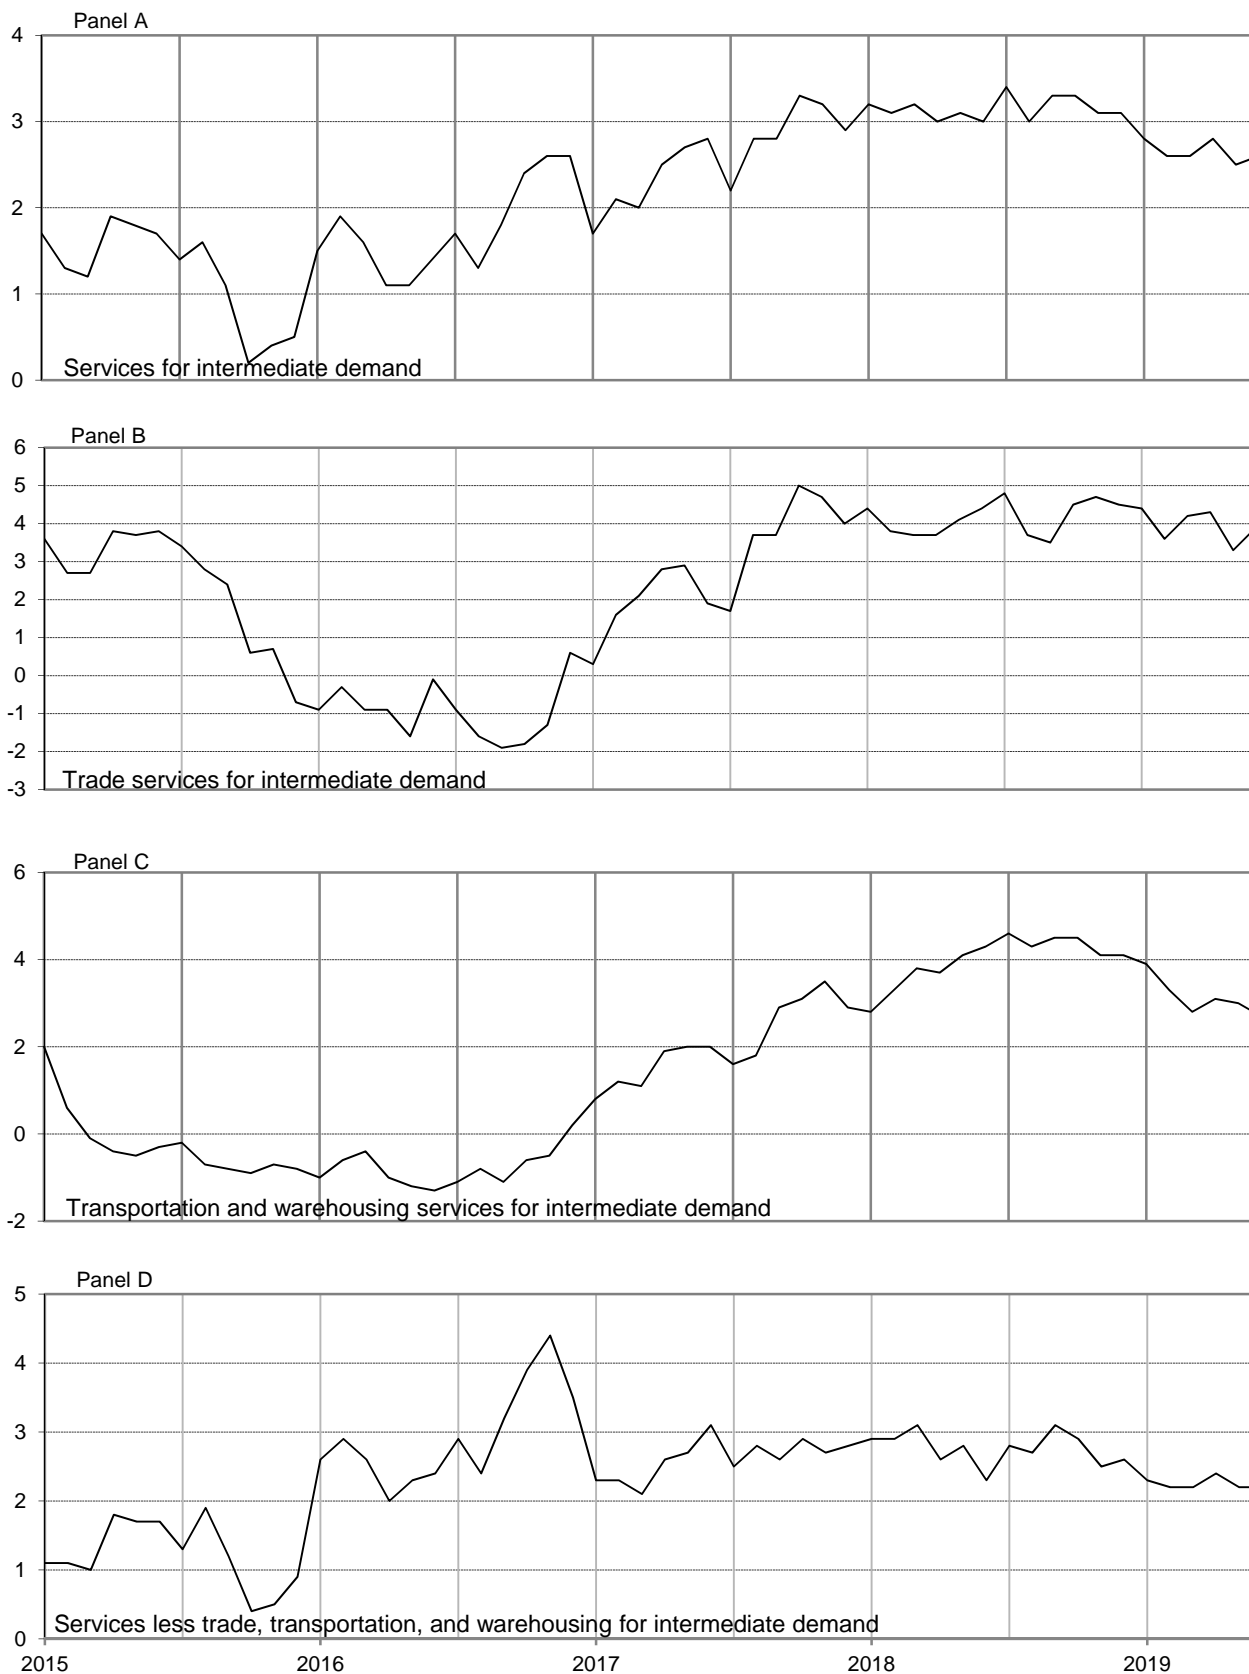 Panel A
4
3
2
1
0
Services for intermediate demand
Panel B
6
5
4
3
2
1
0
-1
-2
-3
Trade services for intermediate demand
Panel C
6
4
2
0
-2
Transportation and warehousing services for intermediate demand
Panel D
5
4
3
2
1
0
Services less trade, transportation, and warehousing for intermediate demand
2015 2016 2017 2018 2019